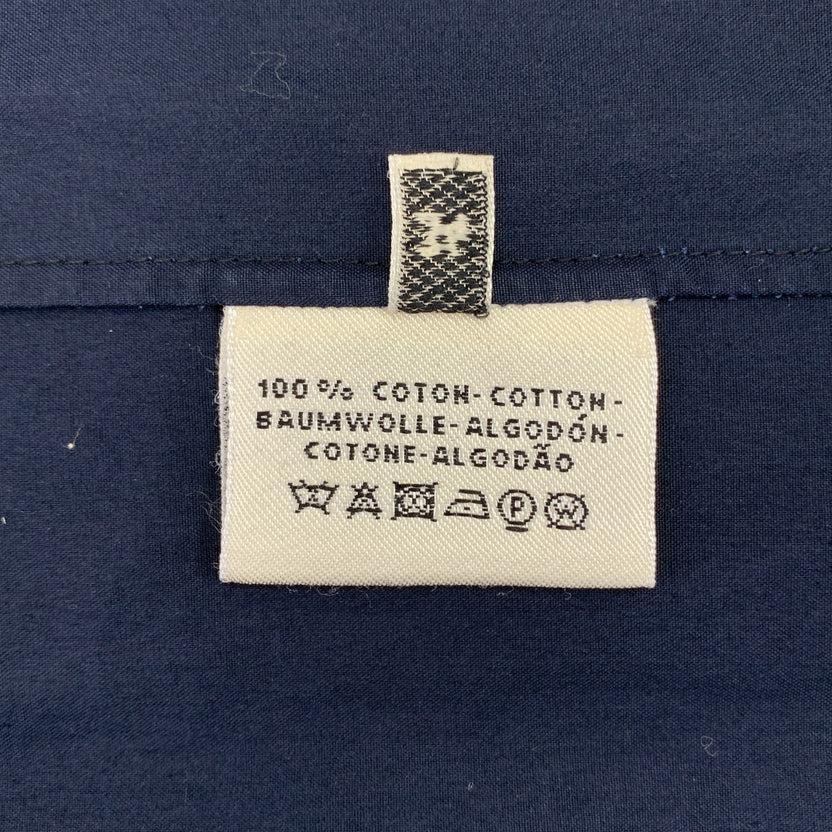 100% COTON-COTTON-
BAUMWOLLE-ALGODÓN-
COTONE-ALGODÃO
P W